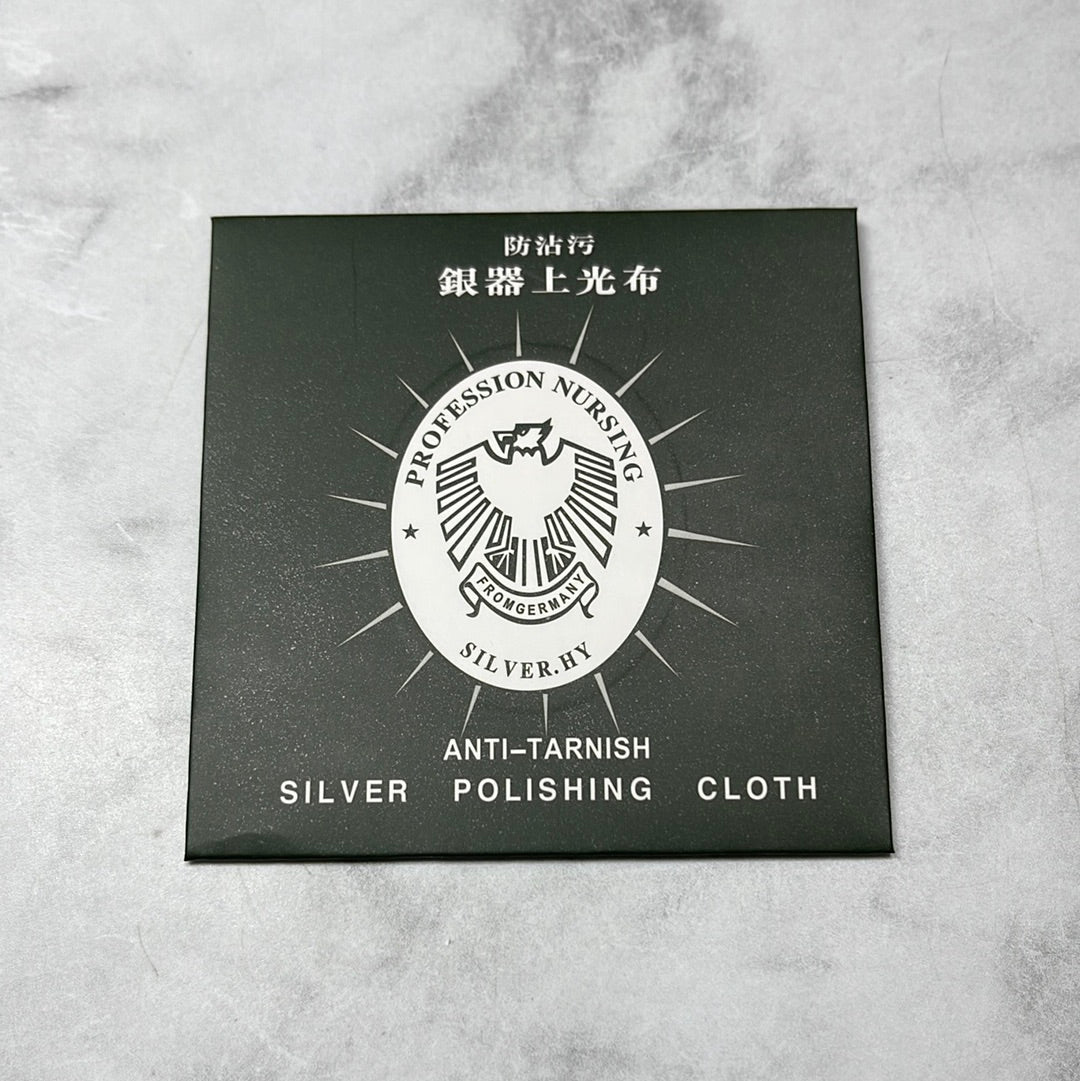 防沾污
銀器上光布
PROFESSION NURSING
FROMGERMANY
SILVER.HY
ANTI-TARNISH
SILVER POLISHING CLOTH